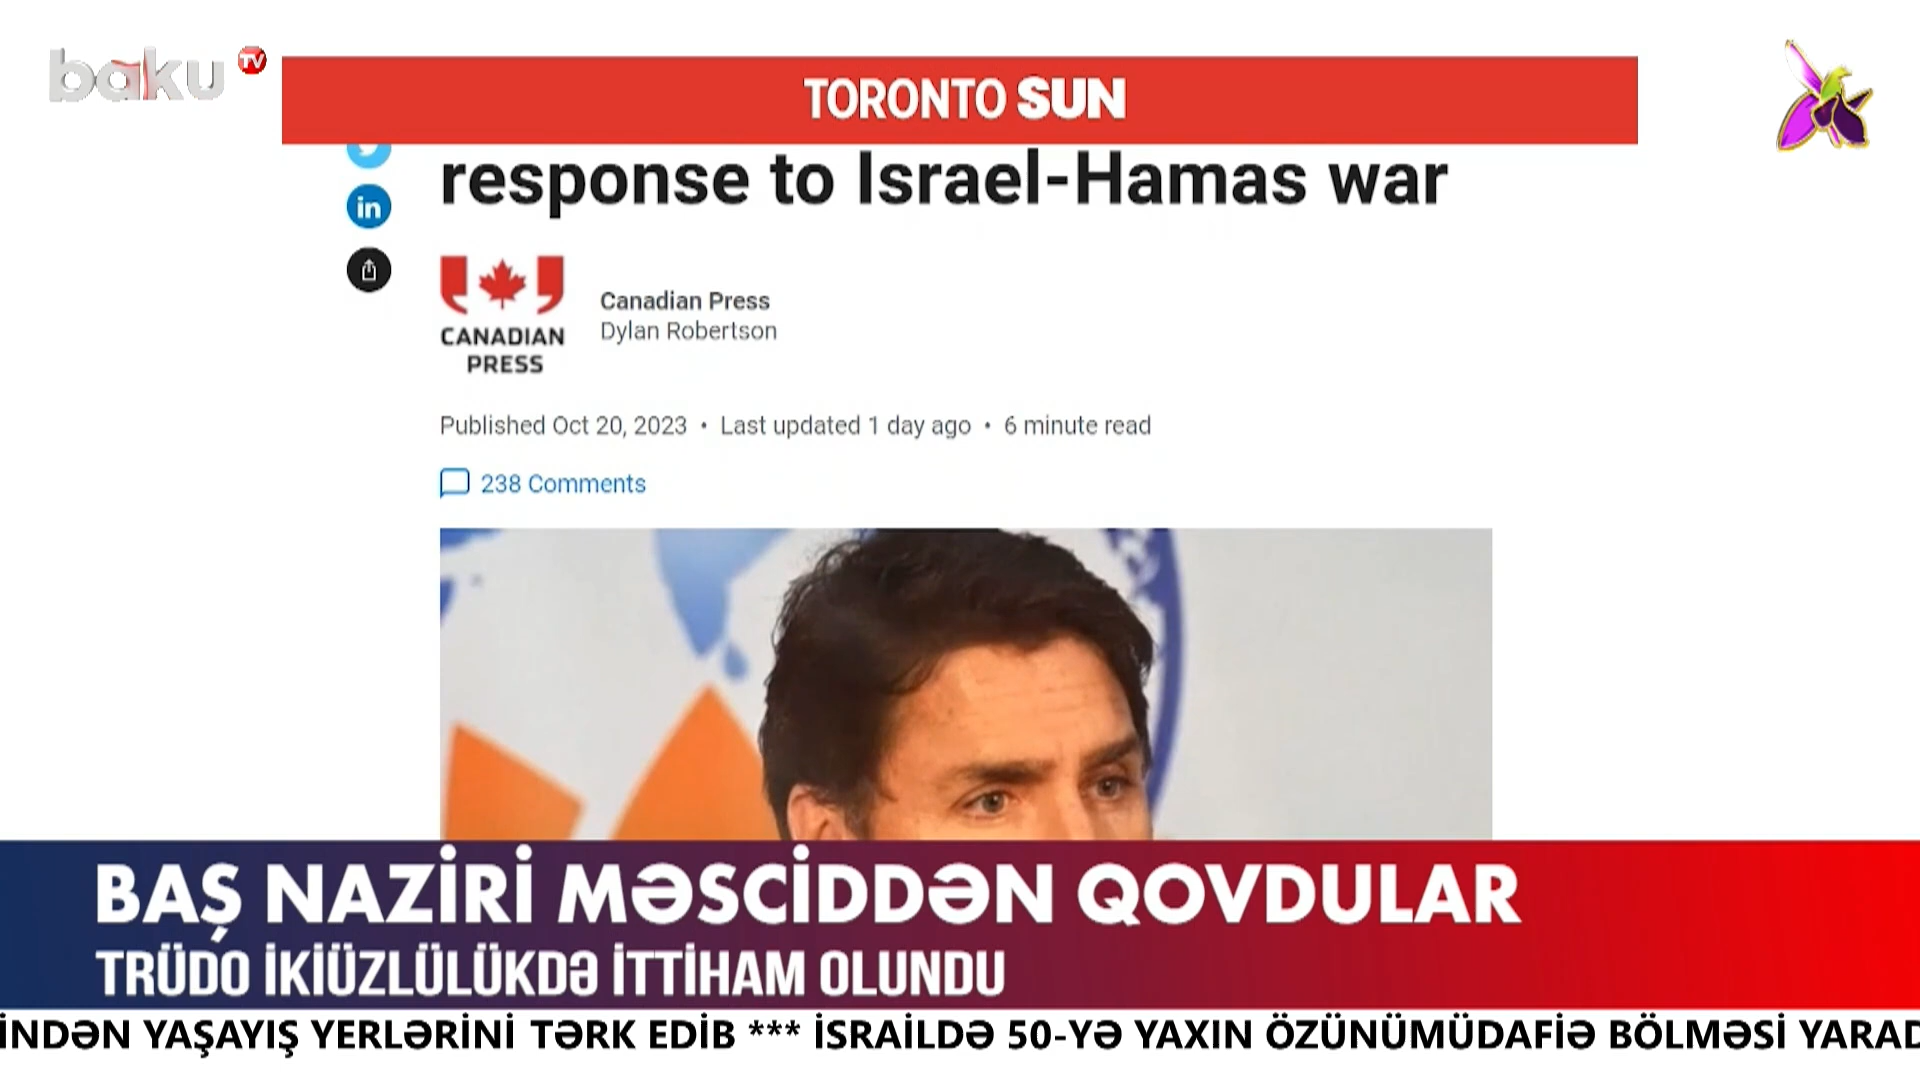 baku TV
TORONTO SUN
response to Israel-Hamas war
in
CANADIAN
PRESS
Canadian Press
Dylan Robertson
Published Oct 20, 2023 • Last updated 1 day ago • 6 minute read
238 Comments
BAŞ NAZİRİ MƏSCİDDƏN QOVDULAR
TRÜDO İKİÜZLÜLÜKDƏ İTTİHAM OLUNDU
İNDƏN YAŞAYIŞ YERLƏRİNİ TƏRK EDİB *** İSRAİLDƏ 50-YƏ YAXIN ÖZÜNÜMÜDAFİƏ BÖLMƏSİ YARAD